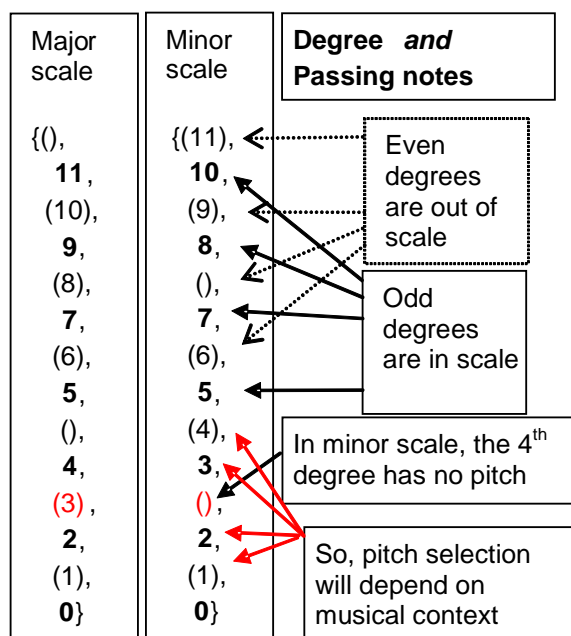 Major
scale
{(),
11,
(10),
9,
(8),
7,
(6),
5,
(),
4,
(3),
2,
(1),
0}
Minor
scale
{(11),
10,
(9),
8,
(),
7,
(6),
5,
(4),
3,
(),
2,
(1),
0}
Degree and
Passing notes
Even
degrees
are out of
scale
Odd
degrees
are in scale
In minor scale, the 4th
degree has no pitch
So, pitch selection
will depend on
musical context